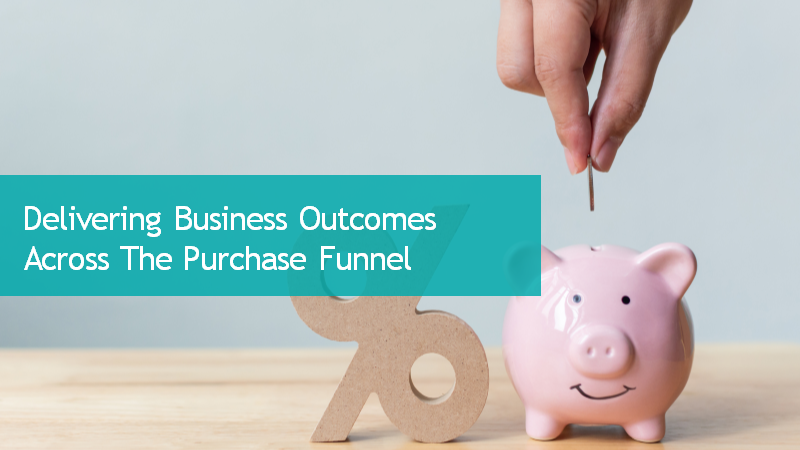 Delivering Business Outcomes
Across The Purchase Funnel
%